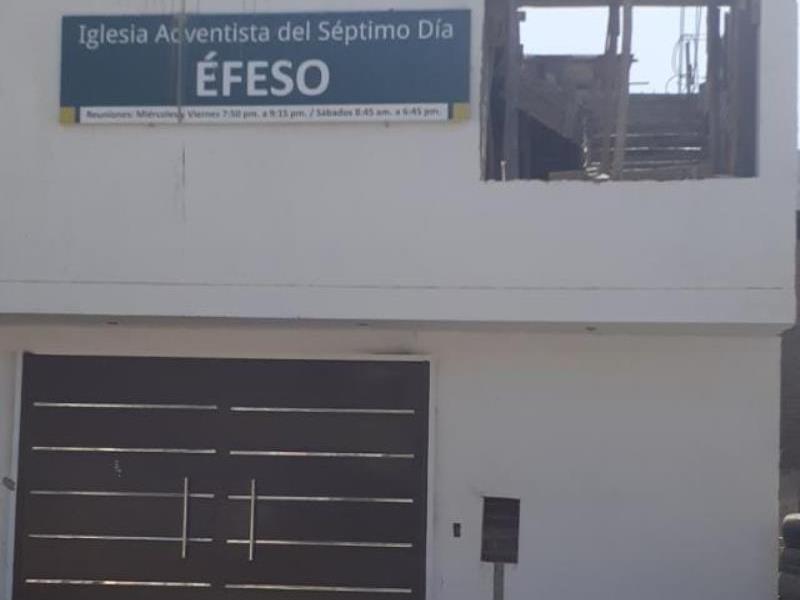 Iglesia Adventista del Séptimo Día
ÉFESO
Reuniones: Miércoles y Viernes 7:50 pm. a 9:15 pm. / Sábados 8:45 am. a 6:45 pm.